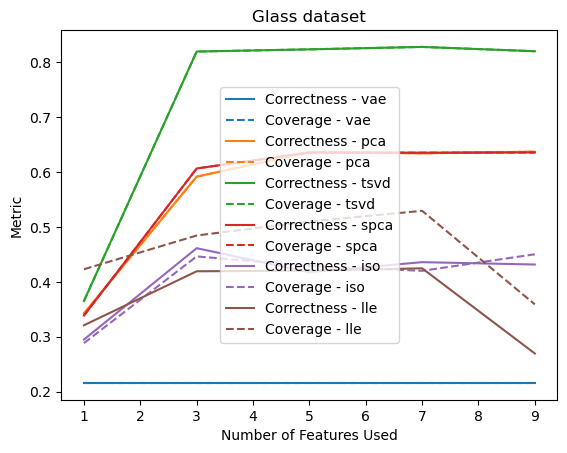 Glass dataset
0.8
0.7
0.6
0.5
0.4
0.3
0.2
Metric
Correctness - vae
Coverage - vae
Correctness - pca
Coverage - pca
Correctness - tsvd
Coverage - tsvd
Correctness - spca
Coverage - spca
Correctness - iso
Coverage - iso
Correctness - lle
Coverage - lle
1 2 3 4 5 6 7 8 9
Number of Features Used